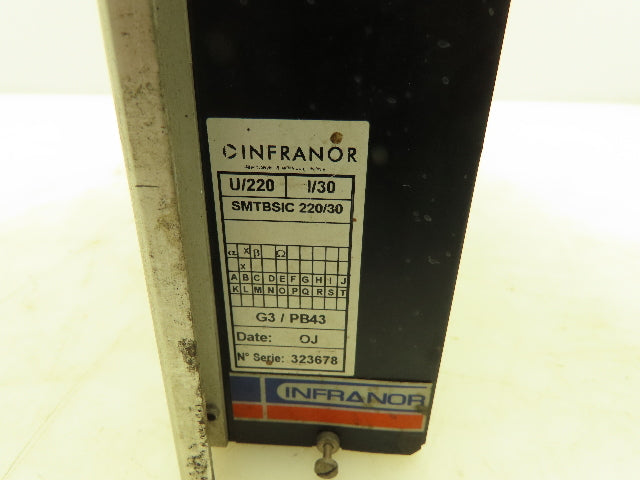 INFRANOR
U/220 I/30
SMTBSIC 220/30
α x β Ω
x
A B C D E F G H I J
K L M N O P Q R S T
G3 / PB43
Date: OJ
N° Serie: 323678
INFRANOR